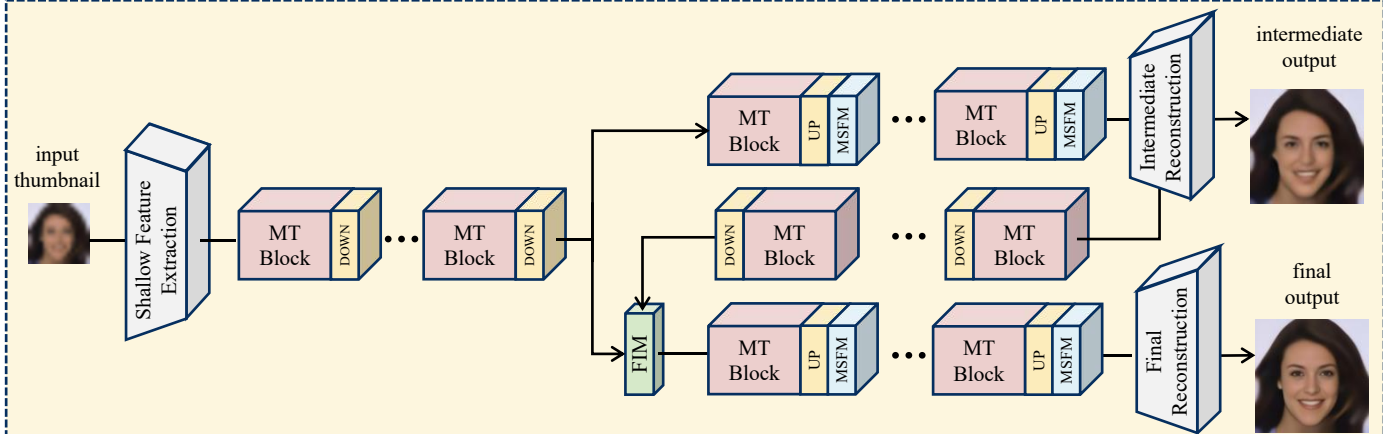 input
thumbnail
Shallow Feature
Extraction
MT
Block
DOWN
MT
Block
DOWN
MT
Block
UP
MSFM
MT
Block
UP
MSFM
Intermediate
Reconstruction
intermediate
output
DOWN
MT
Block
DOWN
MT
Block
FIM
MT
Block
UP
MSFM
MT
Block
UP
MSFM
Final
Reconstruction
final
output